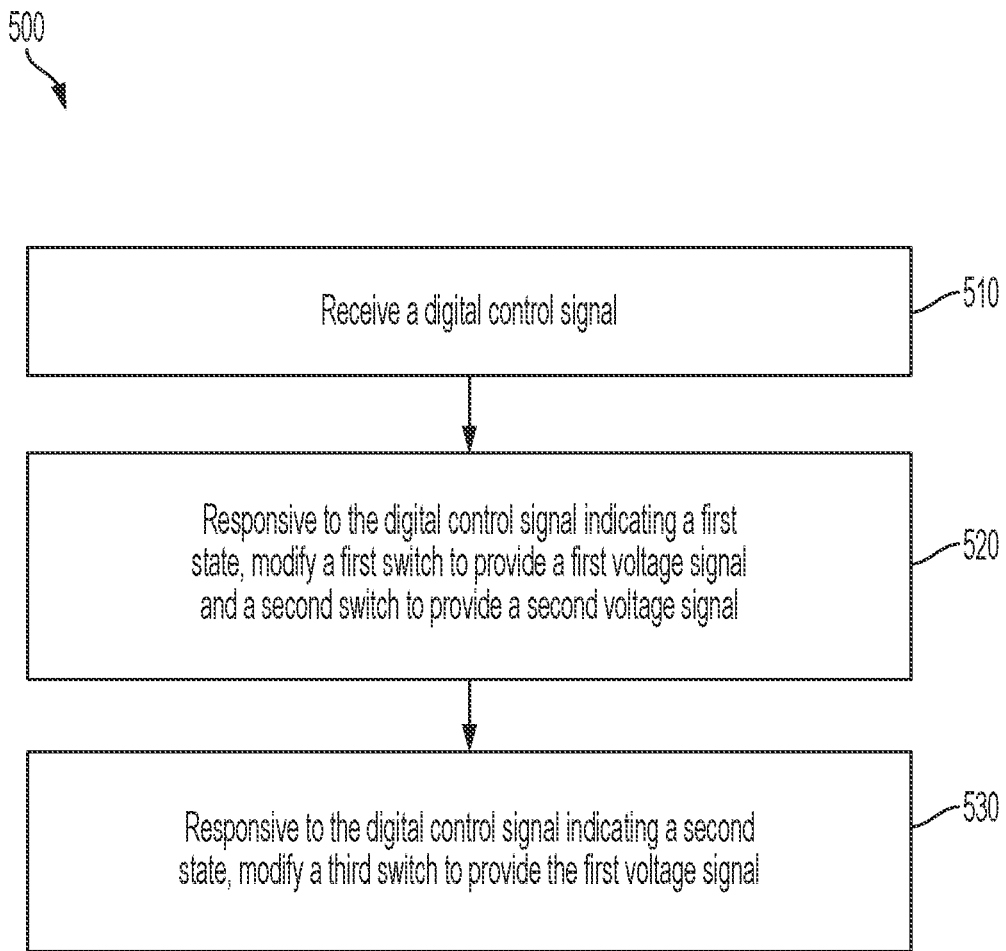 500
Receive a digital control signal
510
Responsive to the digital control signal indicating a first
state, modify a first switch to provide a first voltage signal
and a second switch to provide a second voltage signal
520
Responsive to the digital control signal indicating a second
state, modify a third switch to provide the first voltage signal
530